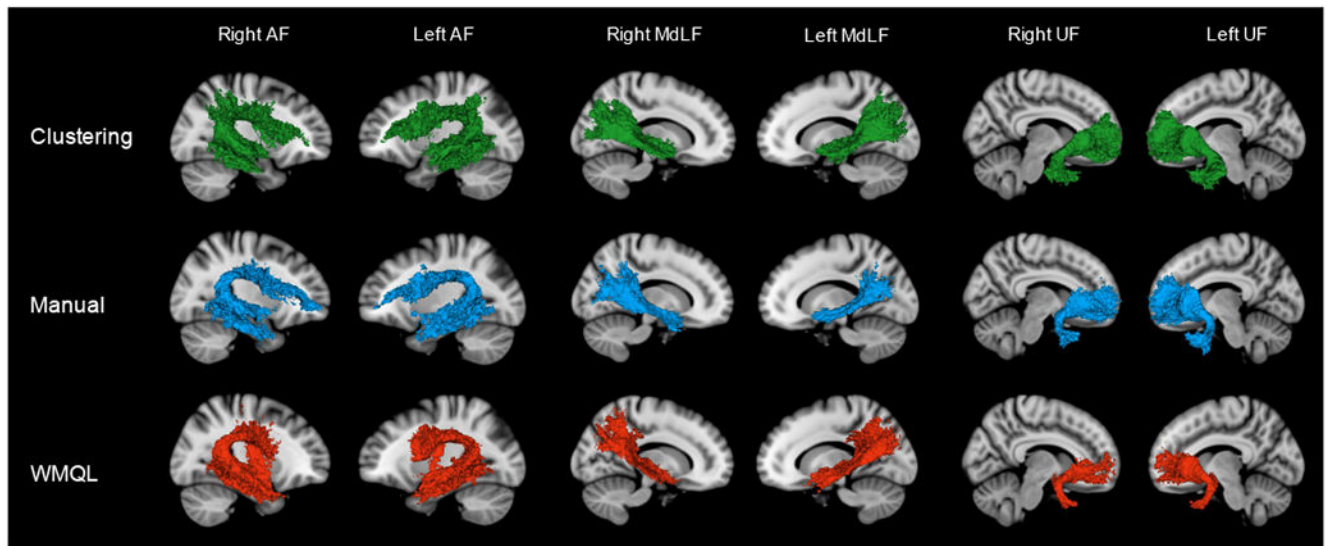 Right AF Left AF Right MdLF Left MdLF Right UF Left UF
Clustering
Manual
WMQL